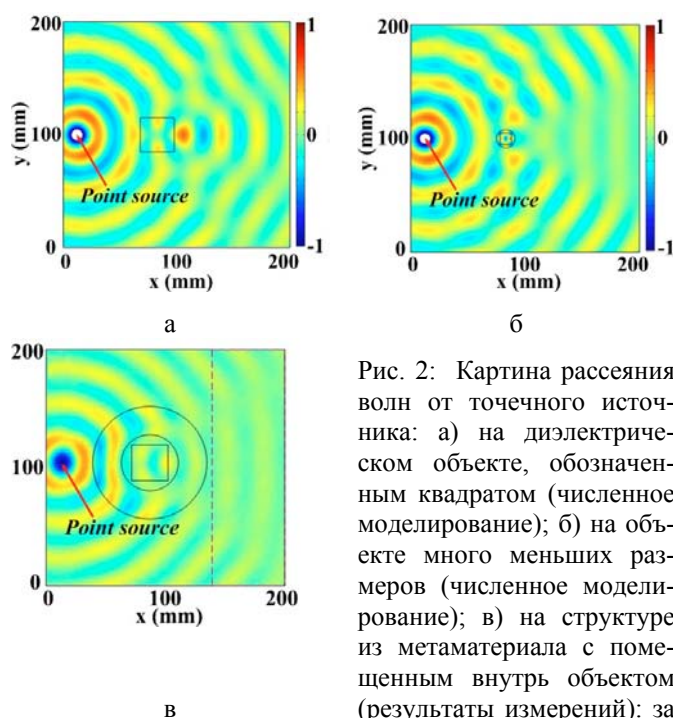 200
1
y (mm)
100
0
Point source
0
-1
0
100
200
x (mm)
а
200
1
y (mm)
100
0
Point source
0
-1
0
100
200
x (mm)
б
200
y (mm)
100
Point source
0
0
100
200
x (mm)
в
Рис. 2: Картина рассеяния
волн от точечного источ-
ника: а) на диэлектриче-
ском объекте, обозначен-
ным квадратом (численное
моделирование); б) на объ-
екте много меньших раз-
меров (численное модели-
рование); в) на структуре
из метаматериала с поме-
щенным внутрь объектом
(результаты измерений): за